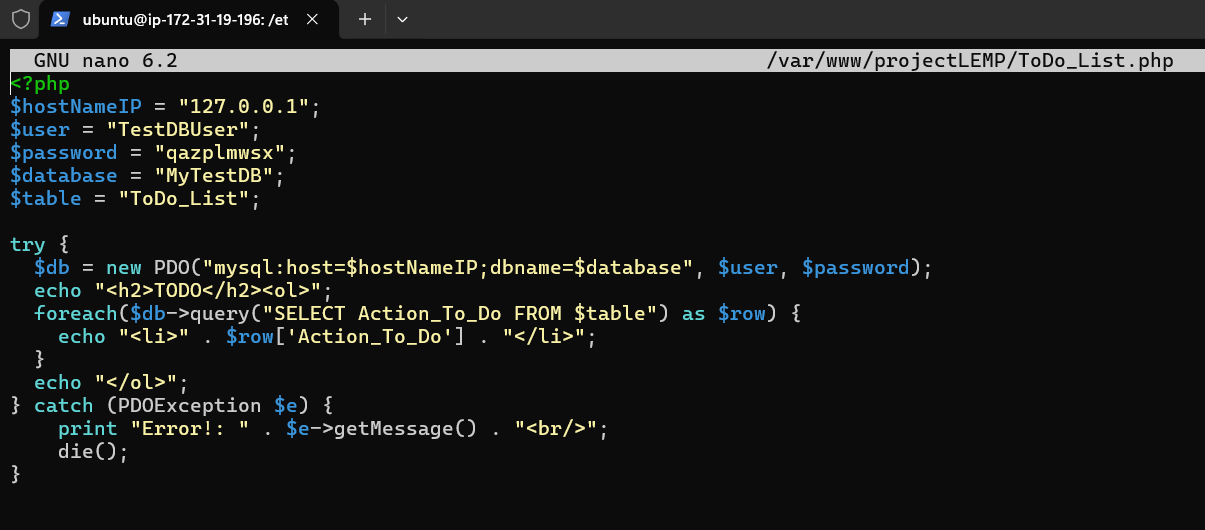 ubuntu@ip-172-31-19-196: /et
GNU nano 6.2 /var/www/projectLEMP/ToDo_List.php
<?php
$hostNameIP = "127.0.0.1";
$user = "TestDBUser";
$password = "qazplmwsx";
$database = "MyTestDB";
$table = "ToDo_List";

try {
  $db = new PDO("mysql:host=$hostNameIP;dbname=$database", $user, $password);
  echo "<h2>TODO</h2><ol>";
  foreach($db->query("SELECT Action_To_Do FROM $table") as $row) {
    echo "<li>" . $row['Action_To_Do'] . "</li>";
  }
  echo "</ol>";
} catch (PDOException $e) {
    print "Error!: " . $e->getMessage() . "<br/>";
    die();
}